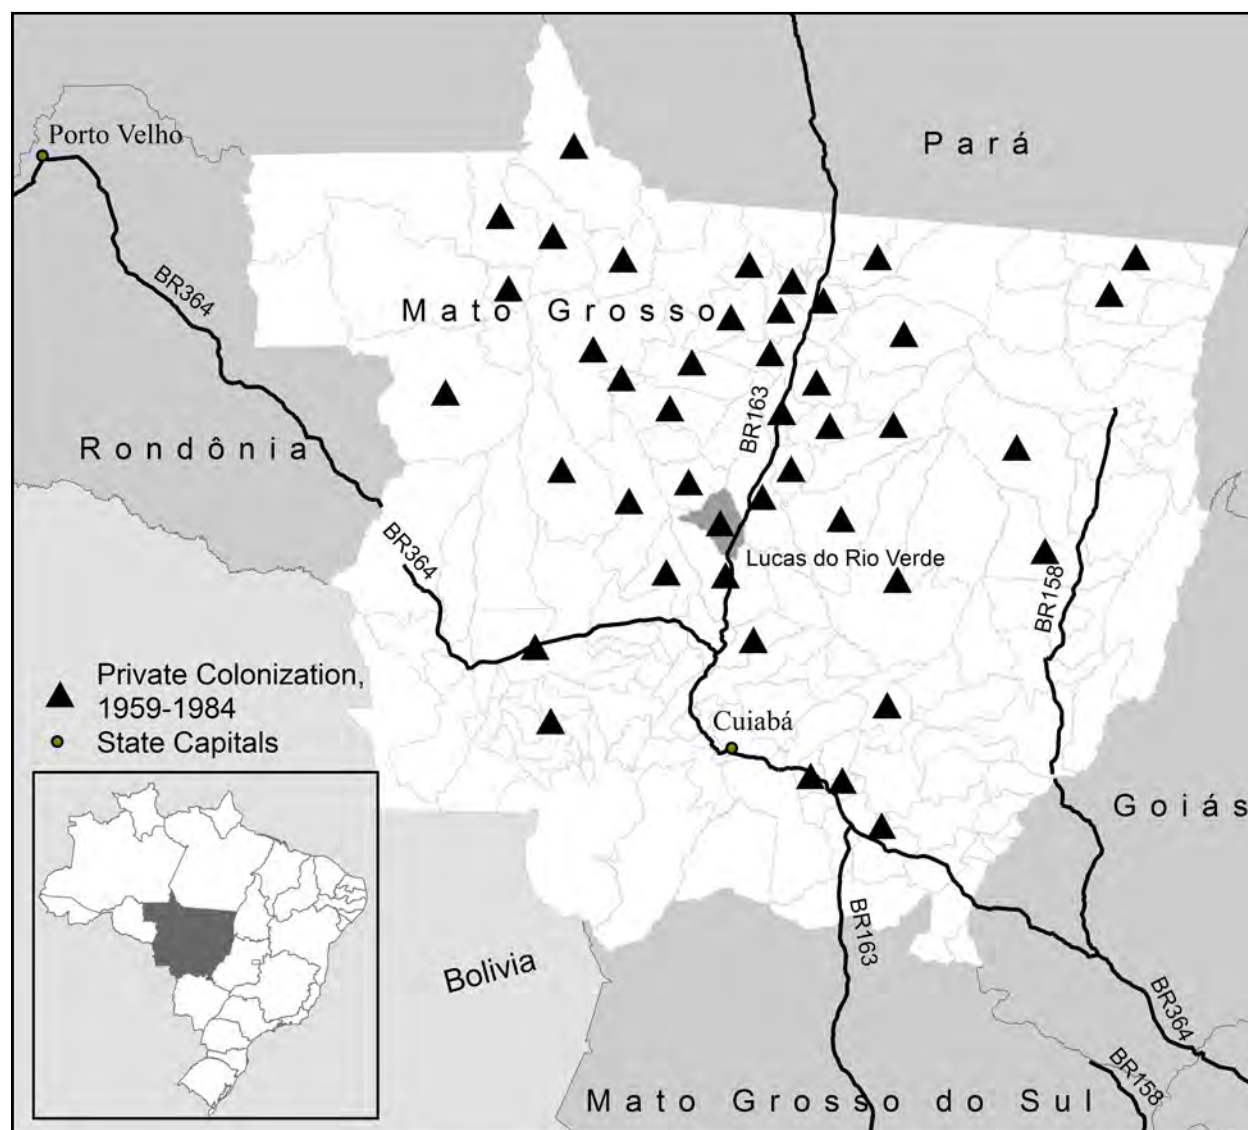 Porto Velho
Pará
BR364
Mato Grosso
BR163
Rondônia
BR364
Lucas do Rio Verde
BR158
Private Colonization,
1959-1984
State Capitals
Cuiabá
Goiás
BR163
Bolivia
BR364
BR158
Mato Grosso do Sul